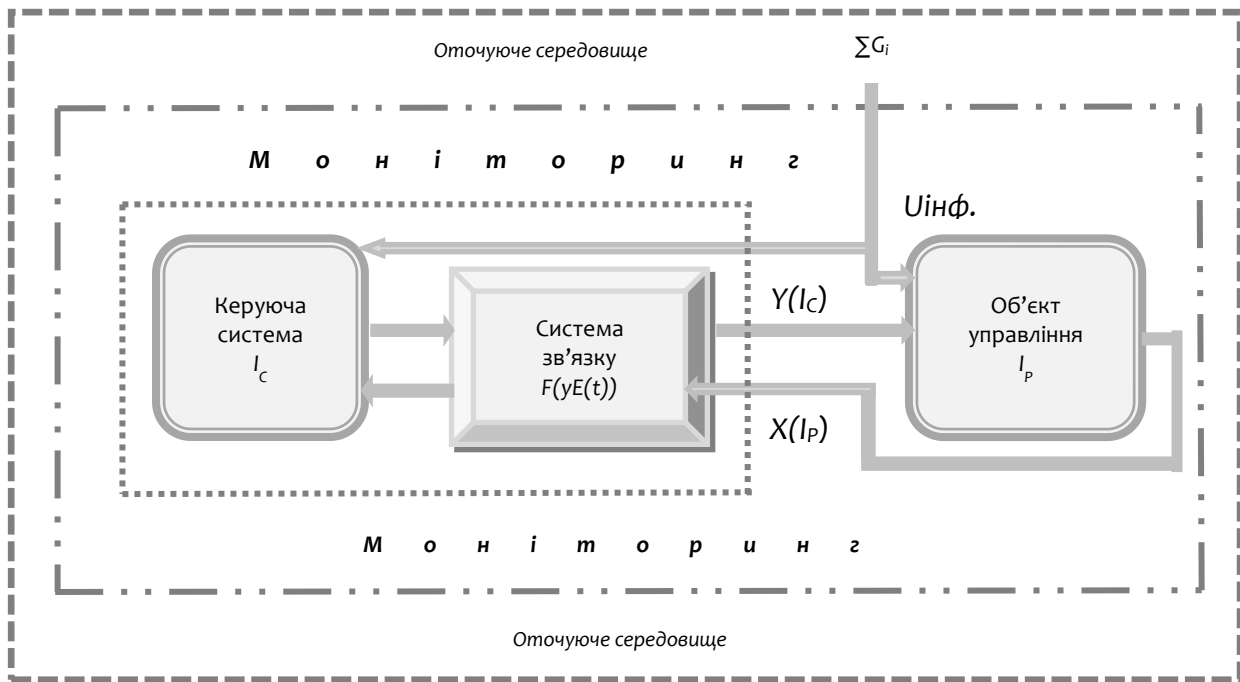 Оточуюче середовище
∑Gᵢ
М о н і т о р и н г
Uінф.
Керуюча
система
I_C
Система
зв’язку
F(yE(t))
Y(I_C)
X(I_P)
Об’єкт
управління
I_P
М о н і т о р и н г
Оточуюче середовище